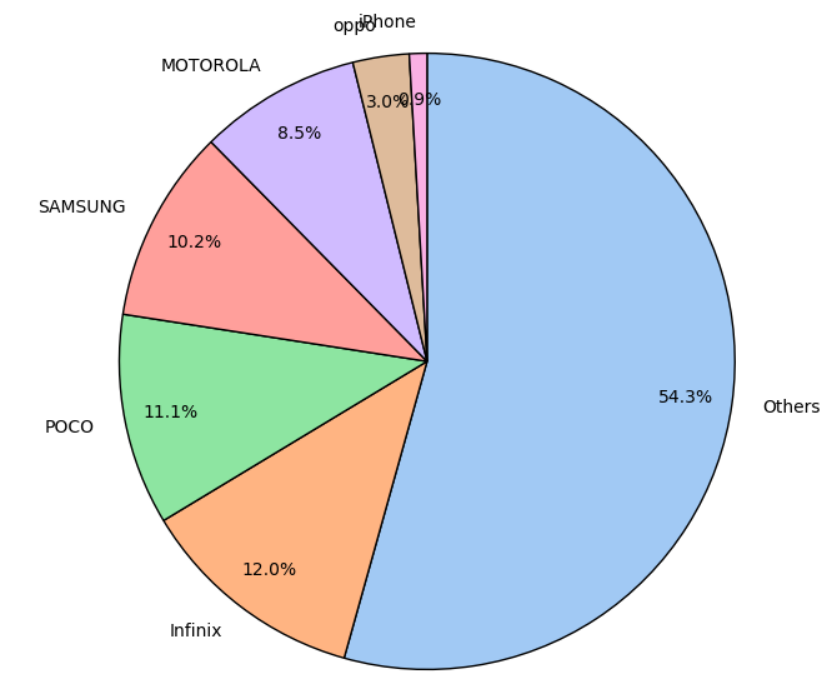 iPhone
oppo
MOTOROLA
3.0%
0.9%
8.5%
SAMSUNG
10.2%
54.3%
Others
11.1%
POCO
12.0%
Infinix